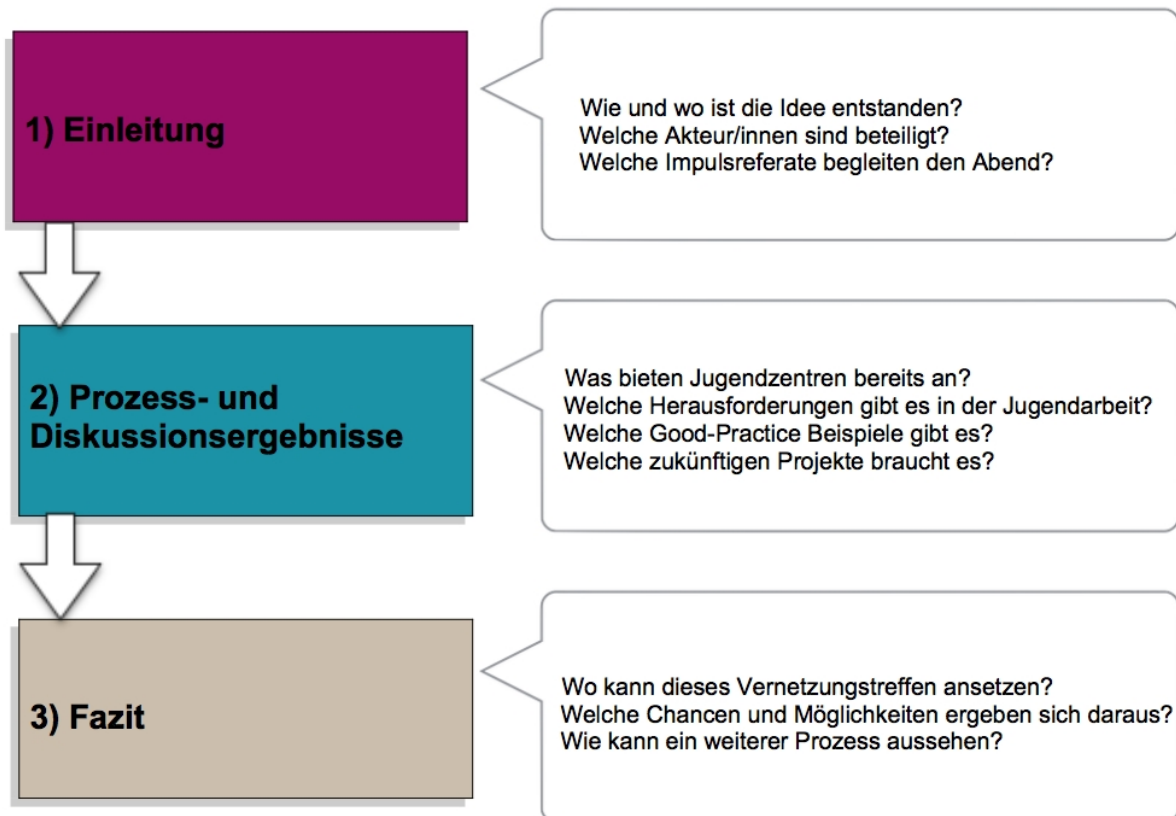 1) Einleitung
Wie und wo ist die Idee entstanden?
Welche Akteur/innen sind beteiligt?
Welche Impulsreferate begleiten den Abend?
2) Prozess- und
Diskussionsergebnisse
Was bieten Jugendzentren bereits an?
Welche Herausforderungen gibt es in der Jugendarbeit?
Welche Good-Practice Beispiele gibt es?
Welche zukünftigen Projekte braucht es?
3) Fazit
Wo kann dieses Vernetzungstreffen ansetzen?
Welche Chancen und Möglichkeiten ergeben sich daraus?
Wie kann ein weiterer Prozess aussehen?